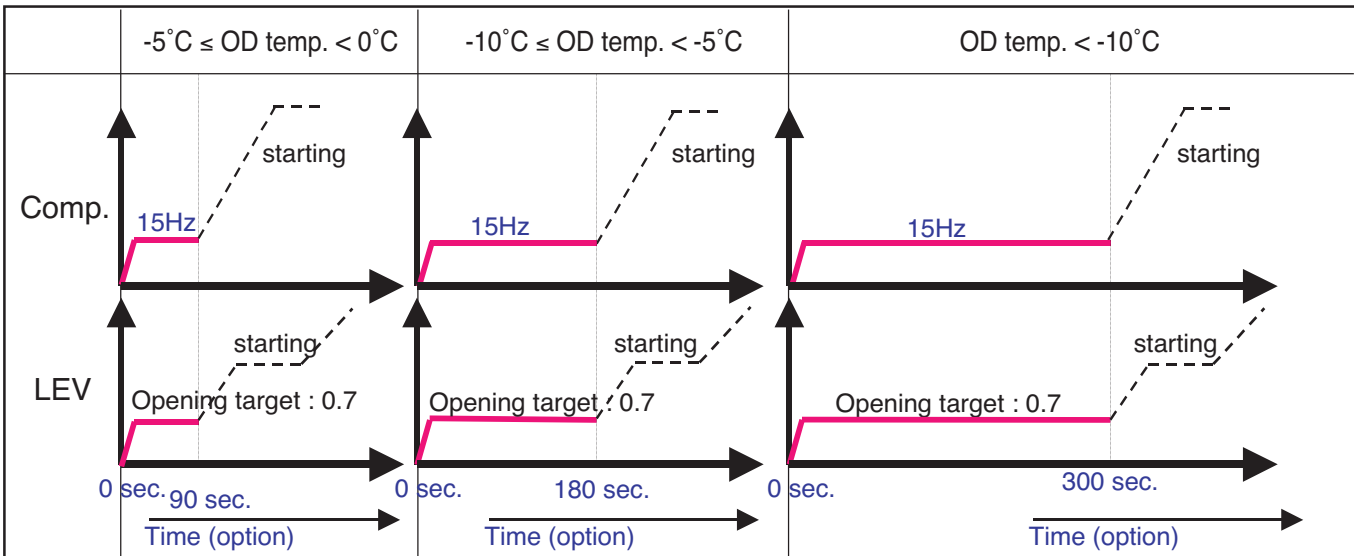 -5˚C ≤ OD temp. < 0˚C
-10˚C ≤ OD temp. < -5˚C
OD temp. < -10˚C
Comp.
15Hz
starting
15Hz
starting
15Hz
starting
LEV
Opening target : 0.7
starting
Opening target : 0.7
starting
Opening target : 0.7
starting
0 sec.
90 sec.
0 sec.
180 sec.
0 sec.
300 sec.
Time (option)
Time (option)
Time (option)